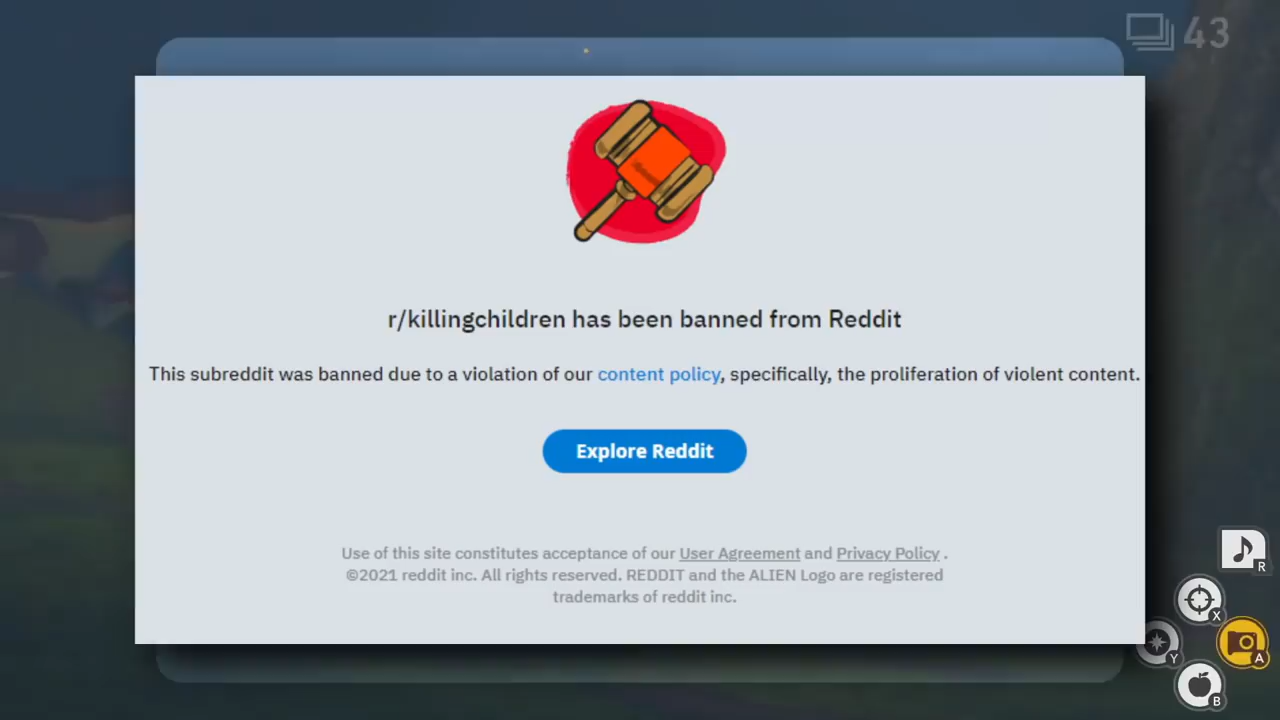 43
r/killingchildren has been banned from Reddit
This subreddit was banned due to a violation of our content policy, specifically, the proliferation of violent content.
Explore Reddit
Use of this site constitutes acceptance of our User Agreement and Privacy Policy .
©2021 reddit inc. All rights reserved. REDDIT and the ALIEN Logo are registered
trademarks of reddit inc.
R
X
Y
A
B